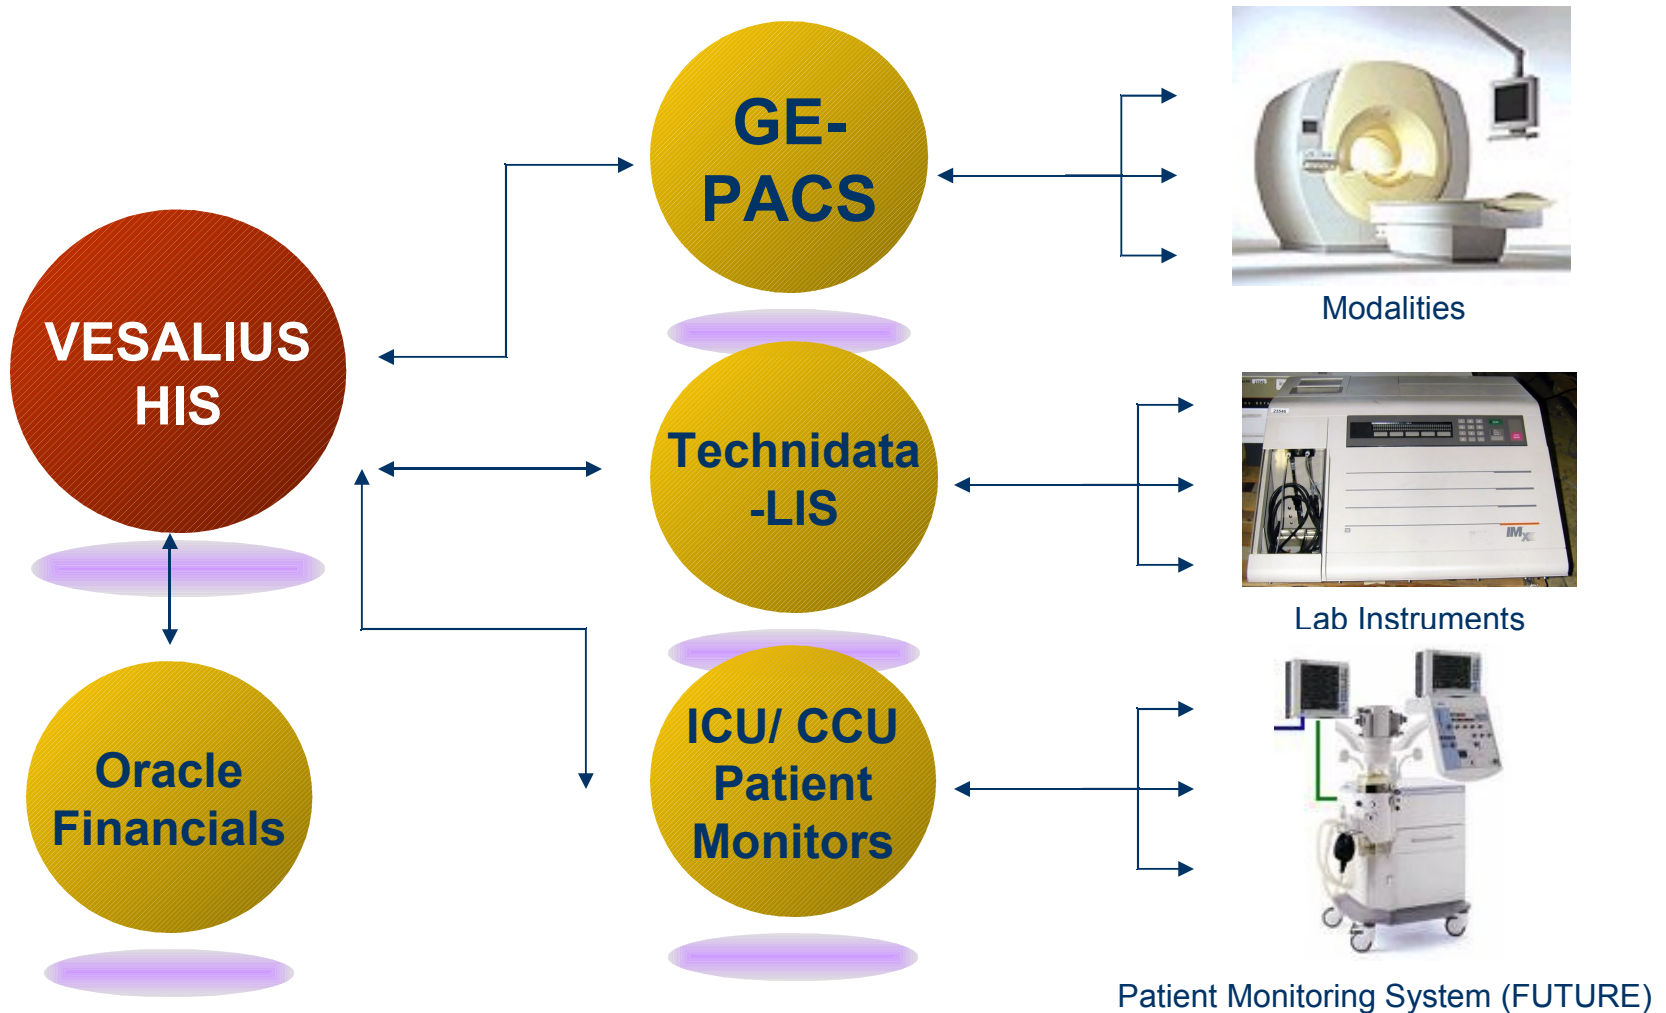 GE-
PACS
VESALIUS
HIS
Modalities
Technidata
-LIS
IMx
Lab Instruments
ICU/ CCU
Patient
Monitors
Oracle
Financials
Patient Monitoring System (FUTURE)